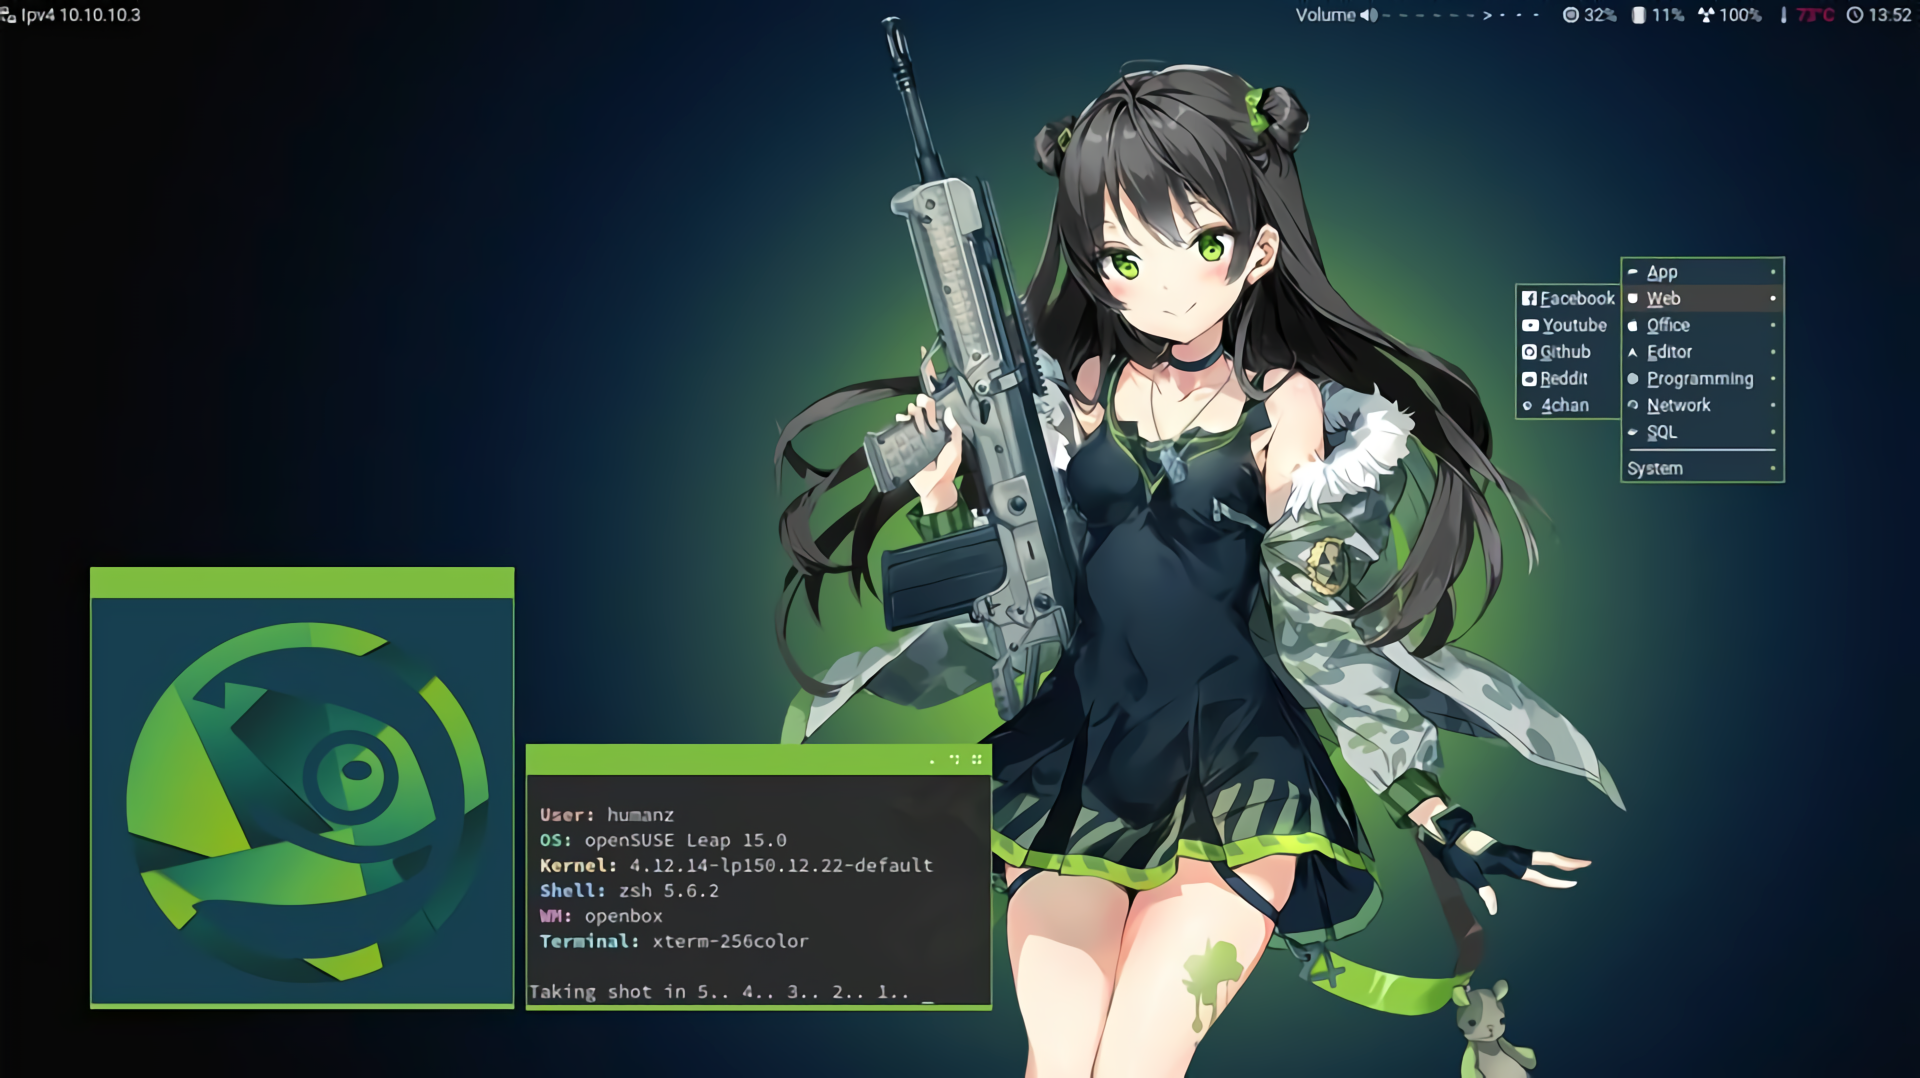 Ipv4 10.10.10.3
Volume 32% 11% 100% 73°C 13.52
App
Web
Office
Editor
Programming
Network
SQL
System
Facebook
Youtube
Github
Reddit
4chan
User: humanz
OS: openSUSE Leap 15.0
Kernel: 4.12.14-lp150.12.22-default
Shell: zsh 5.6.2
WM: openbox
Terminal: xterm-256color
Taking shot in 5.. 4.. 3.. 2.. 1.. _